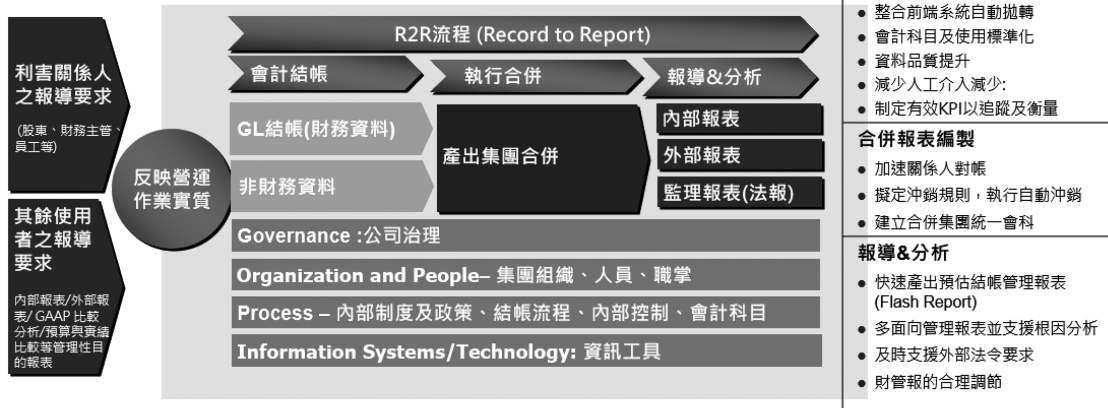 利害關係人
之報導要求
(股東、財務主管、
員工等)
其餘使用
者之報導
要求
內部報表/外部報
表/ GAAP 比較
分析/預算與實績
比較等管理性目
的報表
反映營運
作業實質
R2R流程 (Record to Report)
會計結帳
執行合併
報導&分析
GL結帳(財務資料)
非財務資料
產出集團合併
內部報表
外部報表
監理報表(法報)
Governance :公司治理
Organization and People– 集團組織、人員、職掌
Process – 內部制度及政策、結帳流程、內部控制、會計科目
Information Systems/Technology: 資訊工具
● 整合前端系統自動拋轉
● 會計科目及使用標準化
● 資料品質提升
● 減少人工介入減少:
● 制定有效KPI以追蹤及衡量
合併報表編製
● 加速關係人對帳
● 擬定沖銷規則，執行自動沖銷
● 建立合併集團統一會科
報導&分析
● 快速產出預估結帳管理報表
(Flash Report)
● 多面向管理報表並支援根因分析
● 及時支援外部法令要求
● 財管報的合理調節